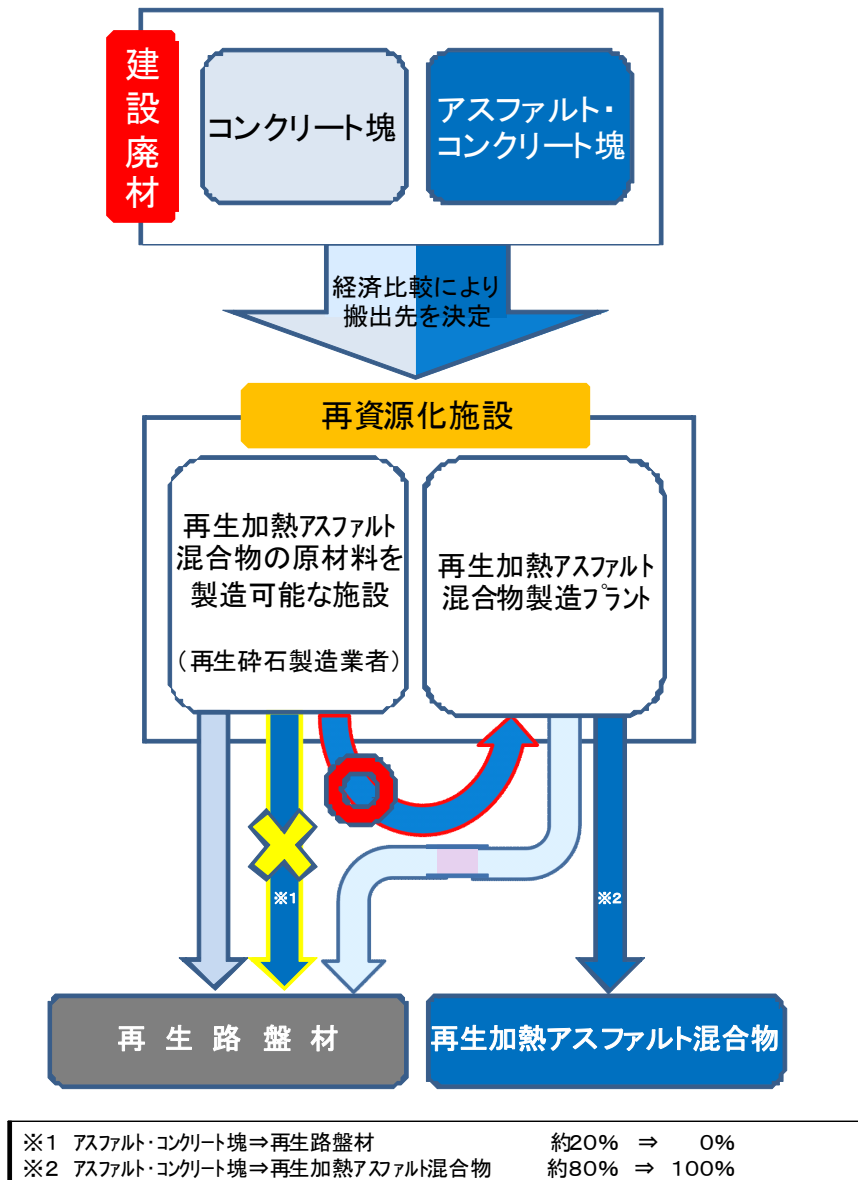 建設廃材
コンクリート塊
アスファルト・
コンクリート塊
経済比較により
搬出先を決定
再資源化施設
再生加熱アスファルト
混合物の原材料を
製造可能な施設
（再生砕石製造業者）
再生加熱アスファルト
混合物製造プラント
※1
※2
再生路盤材
再生加熱アスファルト混合物
※1 アスファルト・コンクリート塊⇒再生路盤材 約20% ⇒ 0%
※2 アスファルト・コンクリート塊⇒再生加熱アスファルト混合物 約80% ⇒ 100%